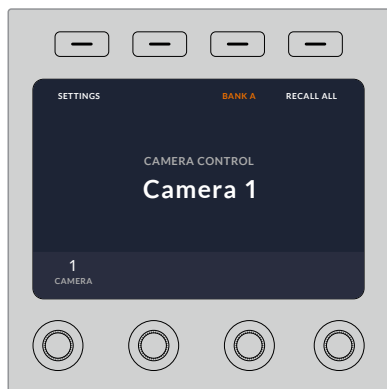 SETTINGS BANK A RECALL ALL
CAMERA CONTROL
Camera 1
1
CAMERA